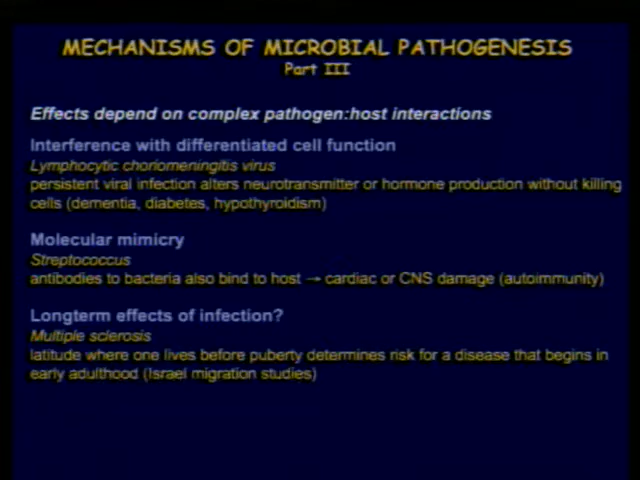 MECHANISMS OF MICROBIAL PATHOGENESIS
Part III
Effects depend on complex pathogen:host interactions
Interference with differentiated cell function
Lymphocytic choriomeningitis virus
persistent viral infection alters neurotransmitter or hormone production without killing
cells (dementia, diabetes, hypothyroidism)
Molecular mimicry
Streptococcus
antibodies to bacteria also bind to host → cardiac or CNS damage (autoimmunity)
Longterm effects of infection?
Multiple sclerosis
latitude where one lives before puberty determines risk for a disease that begins in
early adulthood (Israel migration studies)